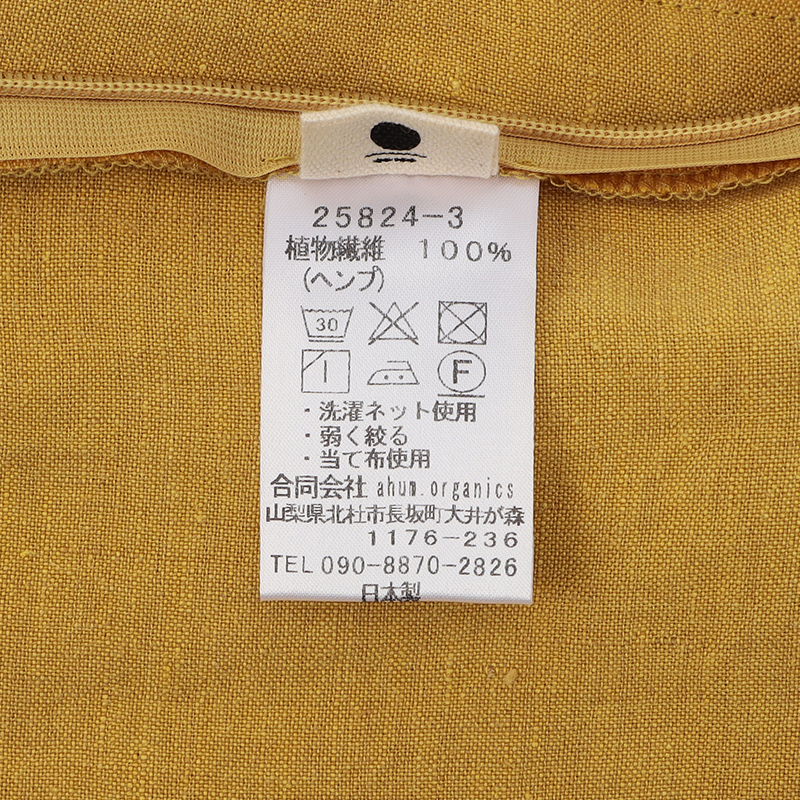 25824-3
植物繊維 100%
(ヘンプ)
30
F
・洗濯ネット使用
・弱く絞る
・当て布使用
合同会社 ahum.organics
山梨県北杜市長坂町大井が森
1176-236
TEL 090-8870-2826
日本製